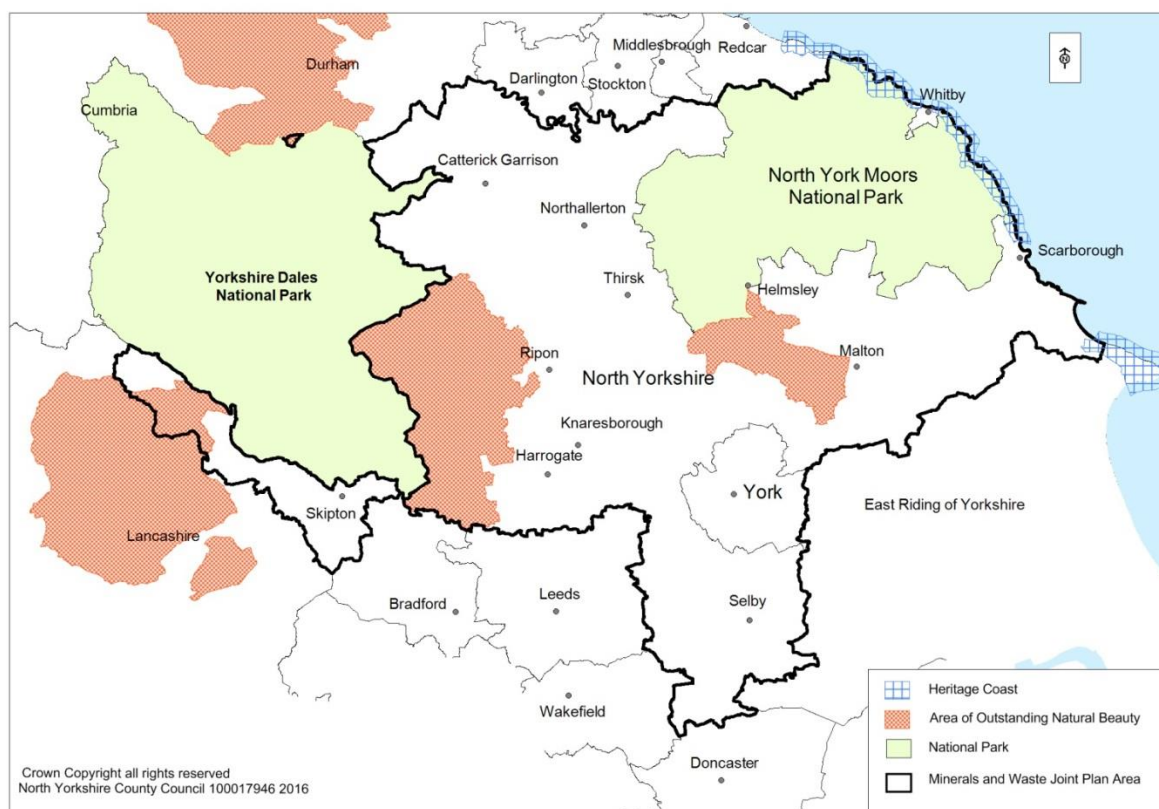 Durham
Middlesbrough
Redcar
Darlington
Stockton
N
Cumbria
Whitby
Catterick Garrison
North York Moors
National Park
Northallerton
Scarborough
Yorkshire Dales
National Park
Thirsk
Helmsley
Ripon
North Yorkshire
Malton
Knaresborough
Harrogate
York
Skipton
East Riding of Yorkshire
Lancashire
Bradford
Leeds
Selby
Wakefield
Doncaster
Heritage Coast
Area of Outstanding Natural Beauty
National Park
Minerals and Waste Joint Plan Area
Crown Copyright all rights reserved
North Yorkshire County Council 100017946 2016